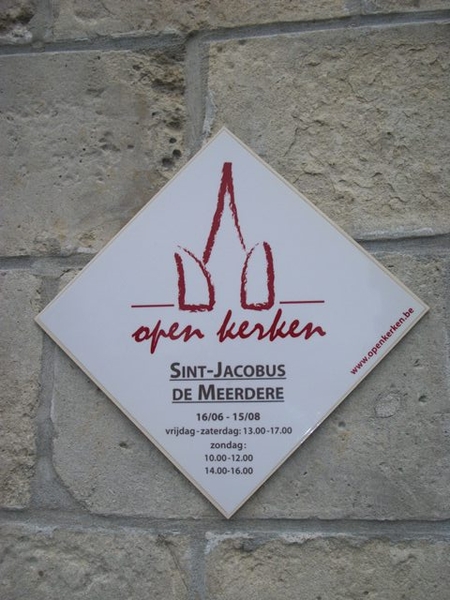 open kerken
www.openkerken.be
SINT-JACOBUS
DE MEERDERE
16/06 - 15/08
vrijdag-zaterdag: 13.00-17.00
zondag:
10.00-12.00
14.00-16.00